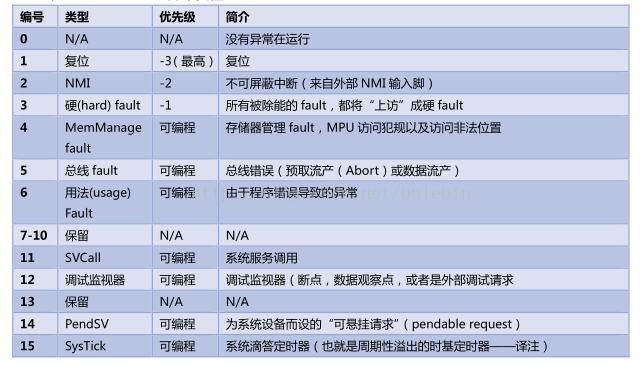 编号 类型 优先级 简介
0 N/A N/A 没有异常在运行
1 复位 -3（最高） 复位
2 NMI -2 不可屏蔽中断（来自外部 NMI 输入脚）
3 硬(hard) fault -1 所有被除能的 fault，都将“上访”成硬 fault
4 MemManage fault 可编程 存储器管理 fault，MPU 访问犯规以及访问非法位置
5 总线 fault 可编程 总线错误（预取流产（Abort）或数据流产）
6 用法(usage) Fault 可编程 由于程序错误导致的异常
7-10 保留 N/A N/A
11 SVCall 可编程 系统服务调用
12 调试监视器 可编程 调试监视器（断点，数据观察点，或者是外部调试请求
13 保留 N/A N/A
14 PendSV 可编程 为系统设备而设的“可悬挂请求”（pendable request）
15 SysTick 可编程 系统滴答定时器（也就是周期性溢出的时基定时器——译注）